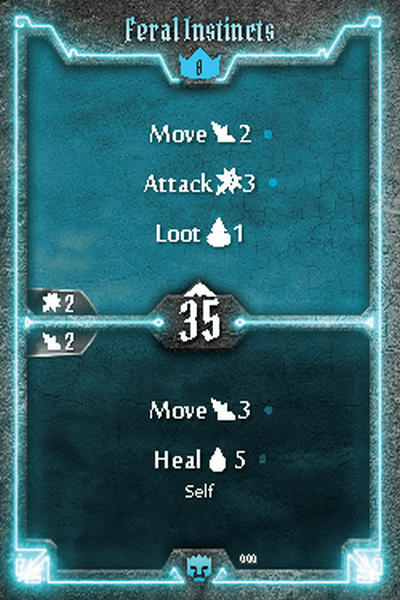 Feral Instincts
8
Move 2
Attack 3
Loot 1
2
35
2
Move 3
Heal 5
Self
000